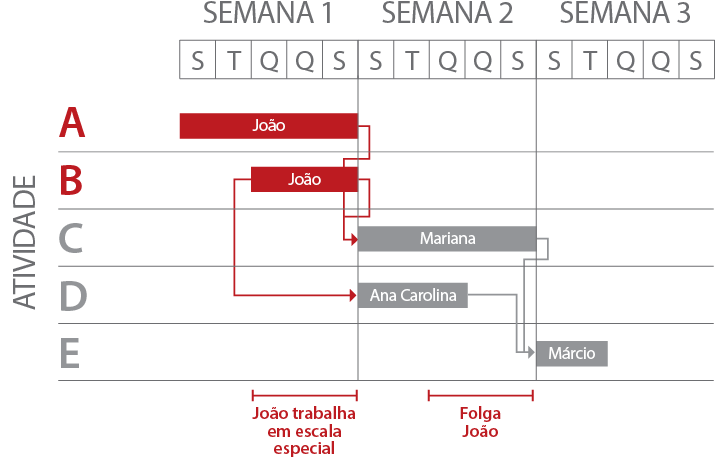 SEMANA 1 SEMANA 2 SEMANA 3
S T Q Q S S T Q Q S S T Q Q S
ATIVIDADE
A João
B João
C Mariana
D Ana Carolina
E Márcio
João trabalha
em escala
especial
Folga
João